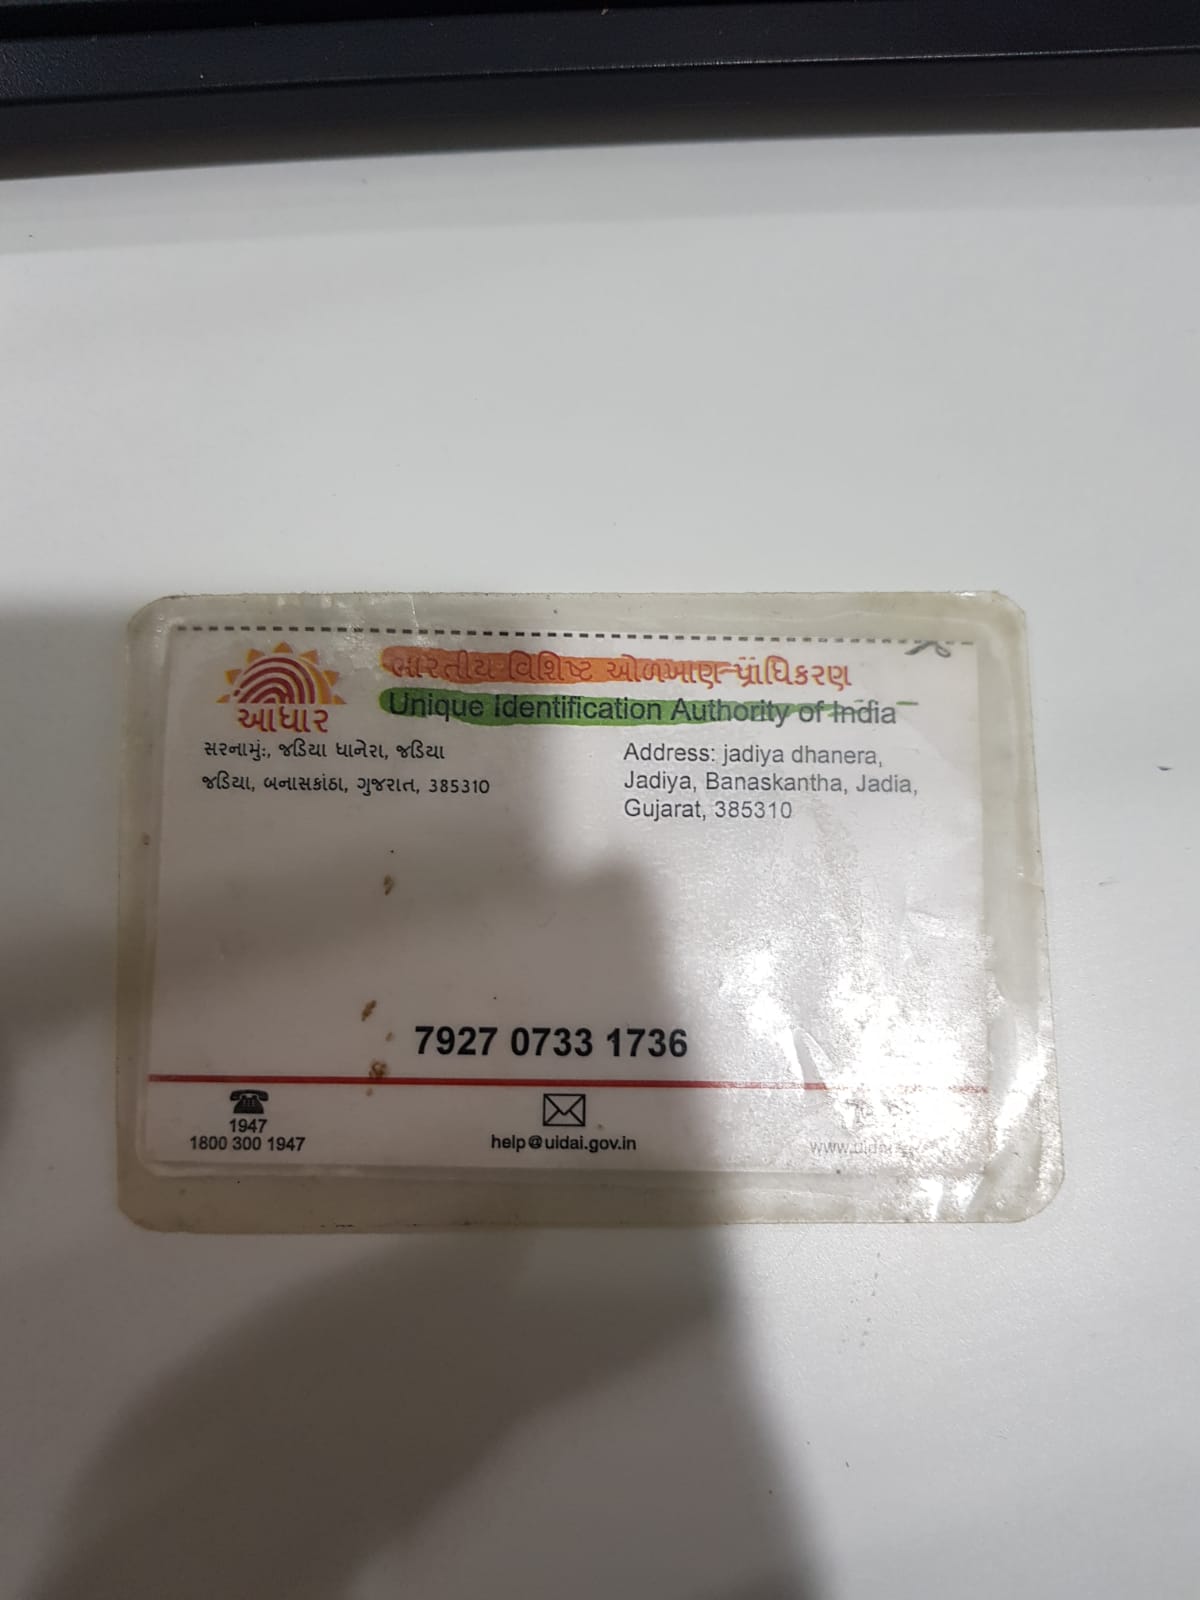 ભારતીય વિશિષ્ટ ઓળખાણ પ્રાધિકરણ
Unique Identification Authority of India
આધાર
સરનામું:, જડિયા ધાનેરા, જડિયા
જડિયા, બનાસકાંઠા, ગુજરાત, 385310
Address: jadiya dhanera,
Jadiya, Banaskantha, Jadia,
Gujarat, 385310
7927 0733 1736
1947
1800 300 1947
help@uidai.gov.in